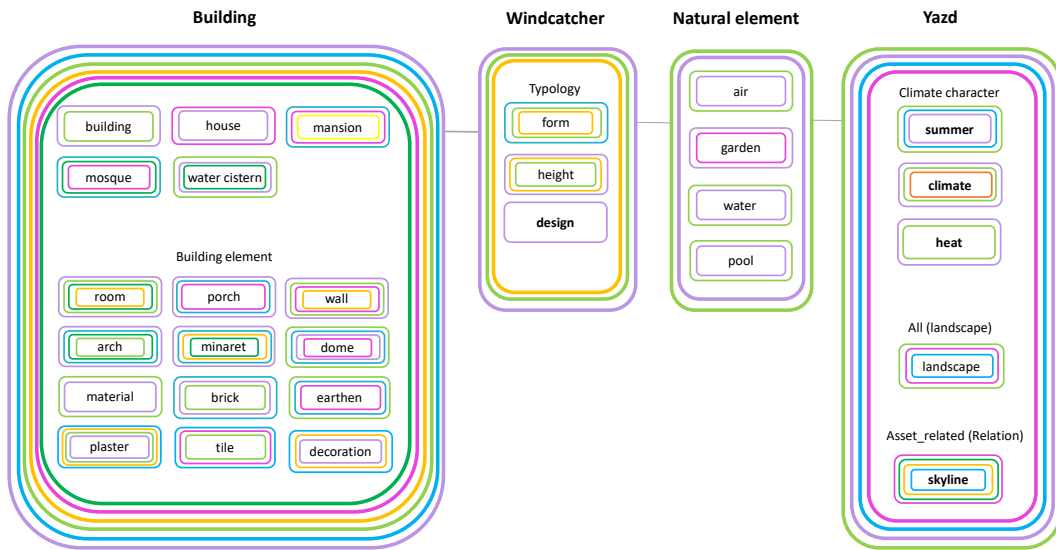 Building
Windcatcher
Natural element
Yazd
building
house
mansion
mosque
water cistern
Building element
room
porch
wall
arch
minaret
dome
material
brick
earthen
plaster
tile
decoration
Typology
form
height
design
air
garden
water
pool
Climate character
summer
climate
heat
All (landscape)
landscape
Asset_related (Relation)
skyline